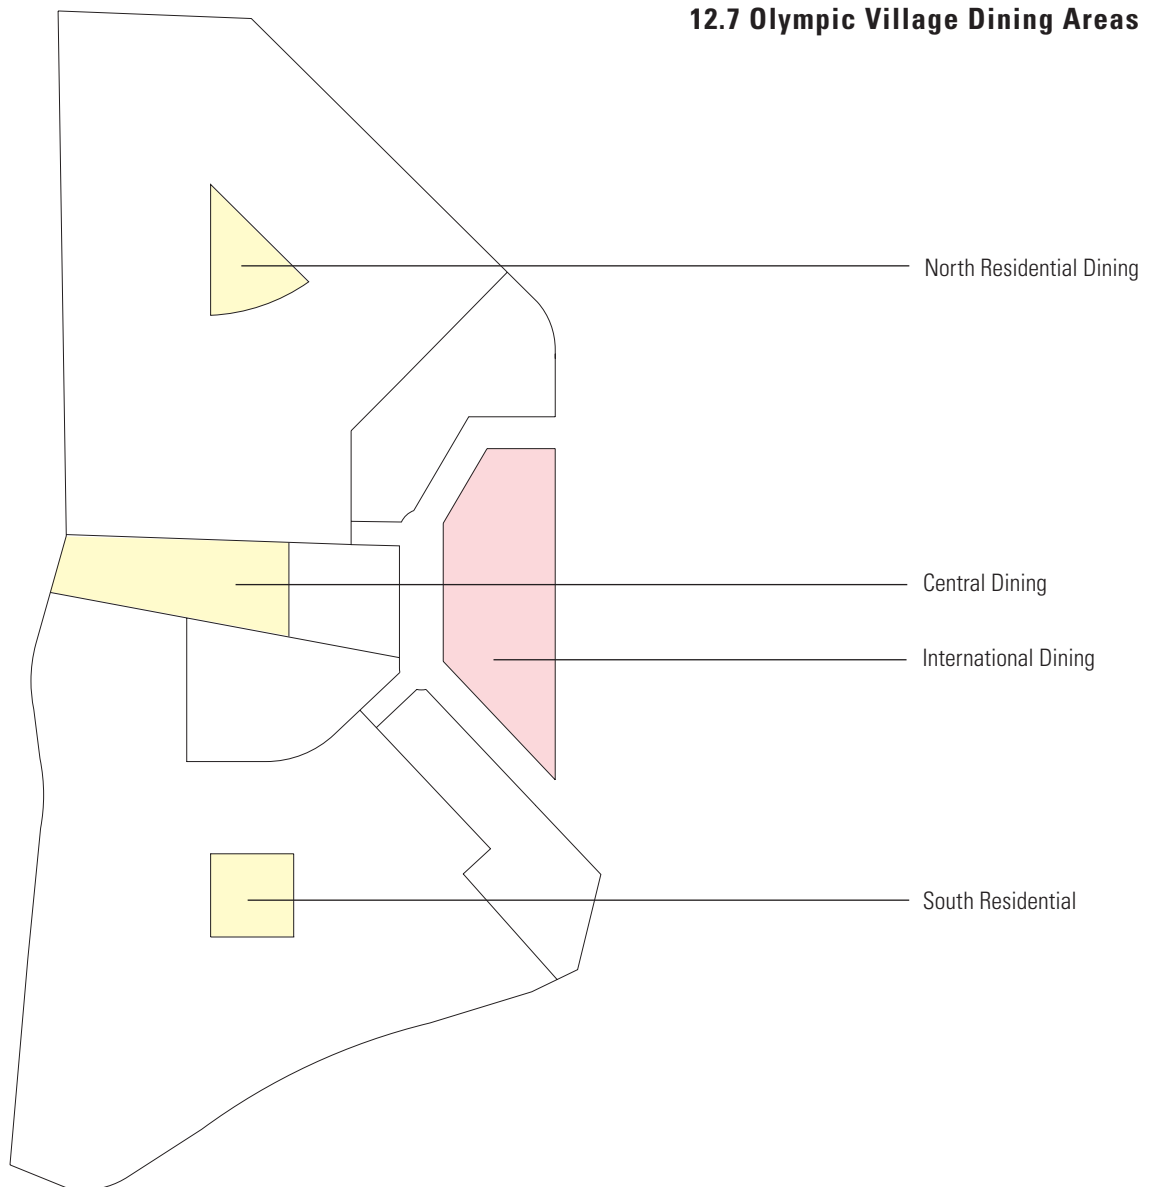 12.7 Olympic Village Dining Areas
North Residential Dining
Central Dining
International Dining
South Residential